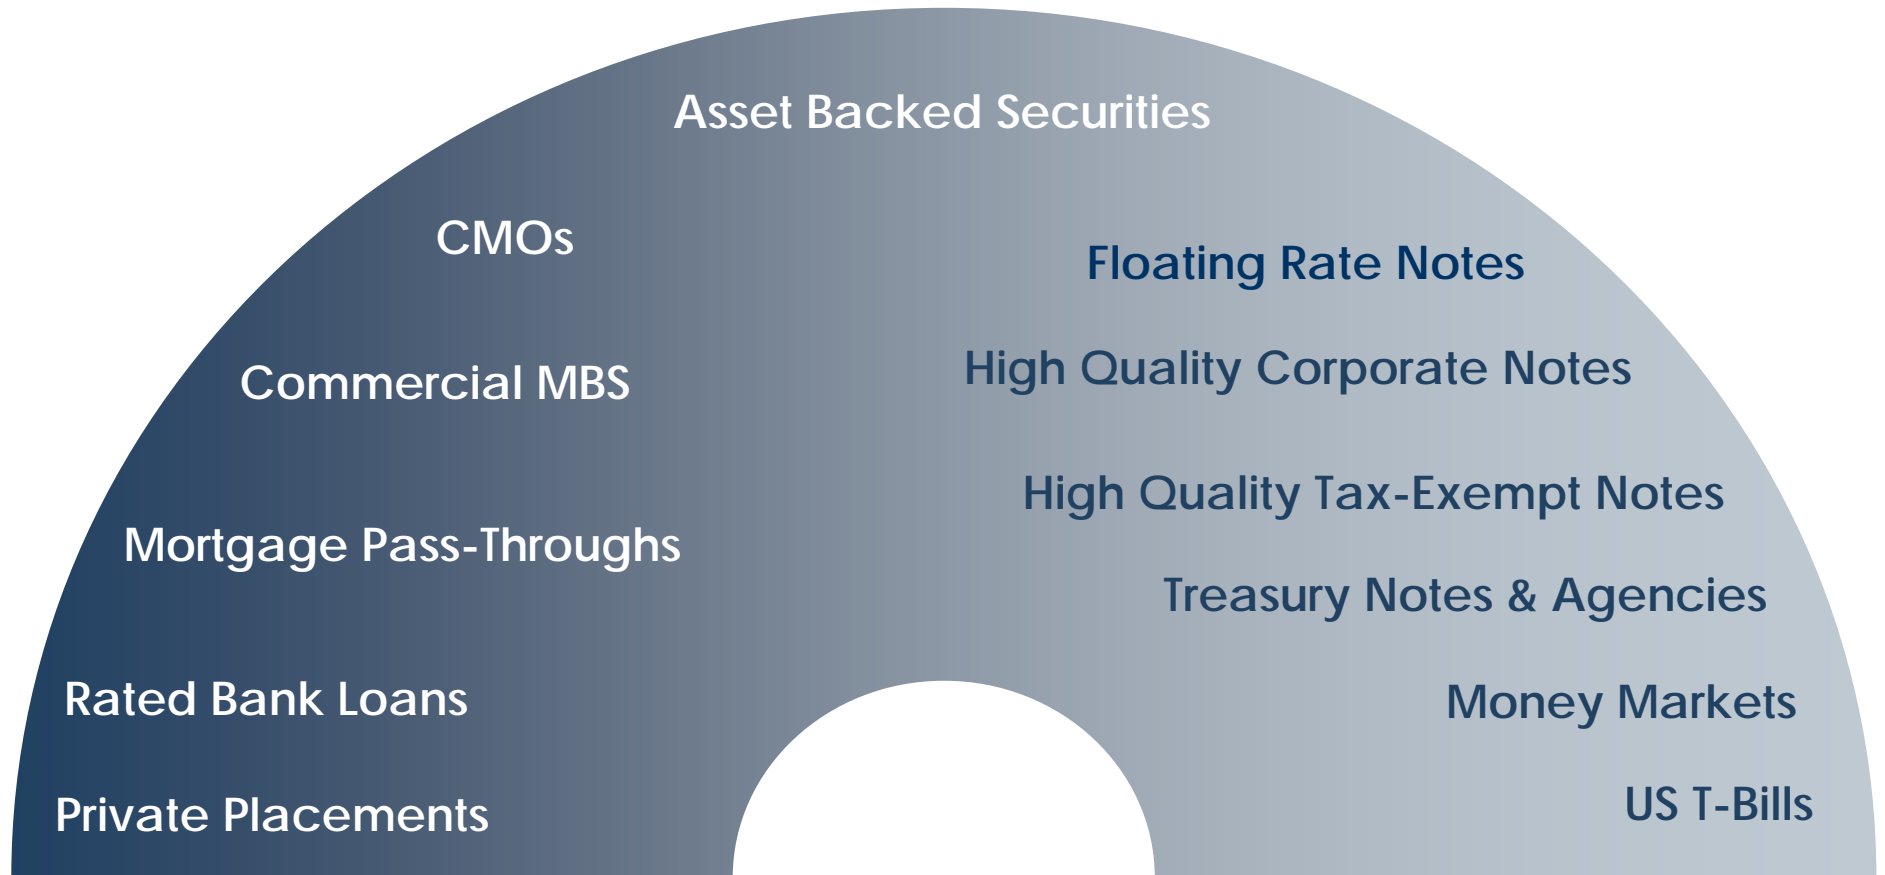 Asset Backed Securities
CMOs
Floating Rate Notes
High Quality Corporate Notes
Commercial MBS
High Quality Tax-Exempt Notes
Mortgage Pass-Throughs
Treasury Notes & Agencies
Rated Bank Loans
Money Markets
US T-Bills
Private Placements